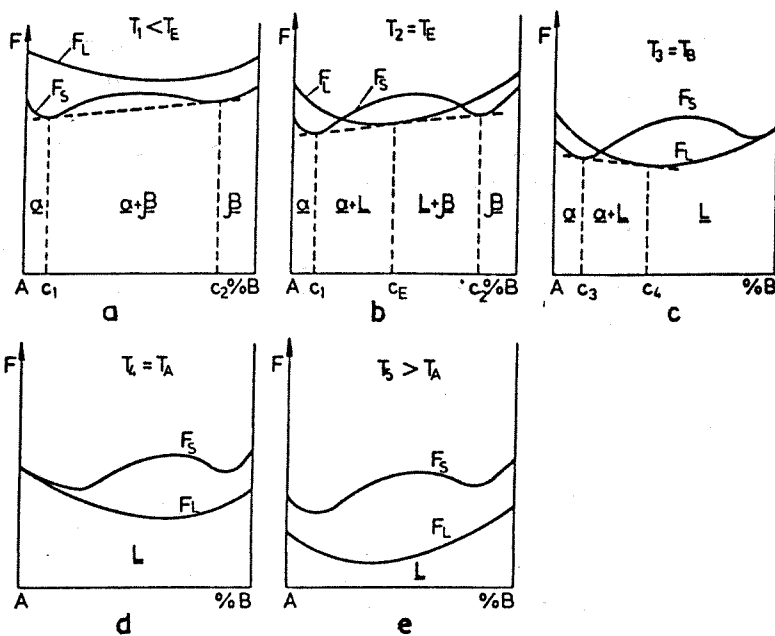 F
T₁ < T_E
F_L
F_S
α
α+β
β
A c₁ c₂ %B
a
T₂ = T_E
F_L
F_S
α
α+L
L+β
β
A c₁ c_E c₂ %B
b
F
T₃ = T_B
F_S
F_L
α
α+L
L
A c₃ c₄ %B
c
F
T₄ = T_A
F_S
F_L
L
A %B
d
F
T₅ > T_A
F_S
F_L
L
A %B
e